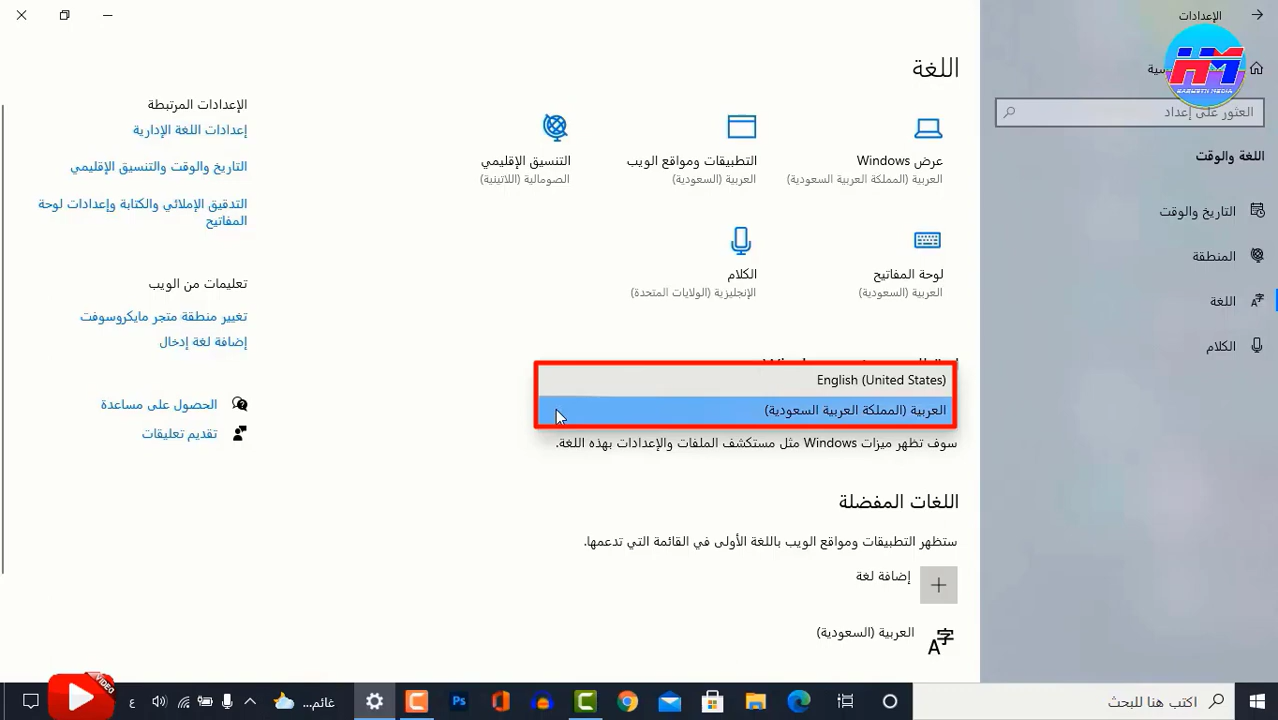 الإعدادات
HM
العثور على إعداد
اللغة والوقت
التاريخ والوقت
المنطقة
اللغة
الكلام
اللغة
عرض Windows
العربية (المملكة العربية السعودية)
التطبيقات ومواقع الويب
العربية (السعودية)
التنسيق الإقليمي
الصومالية (اللاتينية)
لوحة المفاتيح
العربية (السعودية)
الكلام
الإنجليزية (الولايات المتحدة)
English (United States)
العربية (المملكة العربية السعودية)
سوف تظهر ميزات Windows مثل مستكشف الملفات والإعدادات بهذه اللغة.
اللغات المفضلة
ستظهر التطبيقات ومواقع الويب باللغة الأولى في القائمة التي تدعمها.
إضافة لغة
العربية (السعودية)
الإعدادات المرتبطة
إعدادات اللغة الإدارية
التاريخ والوقت والتنسيق الإقليمي
التدقيق الإملائي والكتابة وإعدادات لوحة
المفاتيح
تعليمات من الويب
تغيير منطقة متجر مايكروسوفت
إضافة لغة إدخال
الحصول على مساعدة
تقديم تعليقات
اكتب هنا للبحث
Ps
غائم...
ع
VIDEO